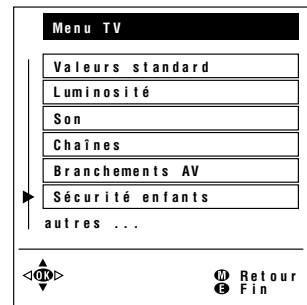 Menu TV
Valeurs standard
Luminosité
Son
Chaînes
Branchements AV
Sécurité enfants
autres ...
OK
M Retour
E Fin